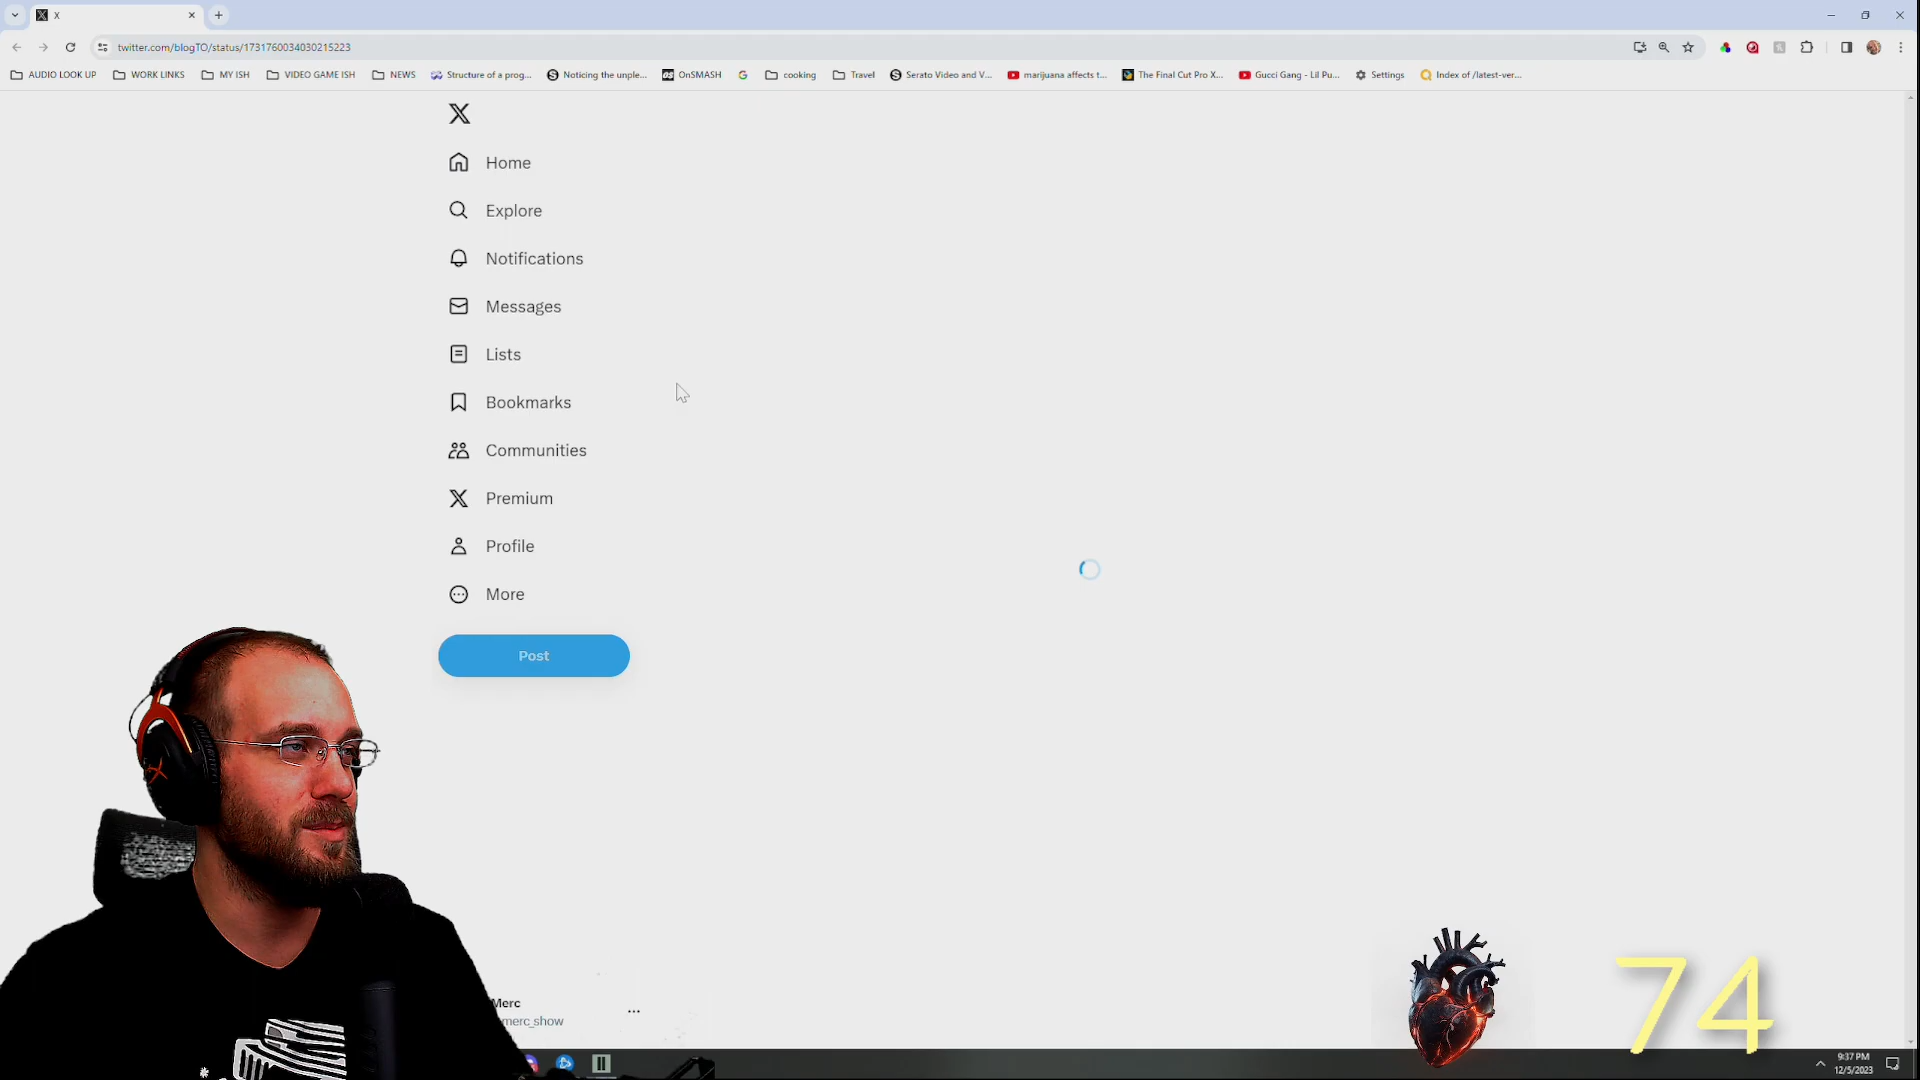 X
twitter.com/blogTO/status/1731760034030215223
AUDIO LOOK UP WORK LINKS MY ISH VIDEO GAME ISH NEWS Structure of a prog... Noticing the unple... OnSMASH cooking Travel Serato Video and V... marijuana affects t... The Final Cut Pro X... Gucci Gang - Lil Pu... Settings Index of /latest-ver...
Home
Explore
Notifications
Messages
Lists
Bookmarks
Communities
Premium
Profile
More
Post
Merc
merc_show
74
9:37 PM
12/5/2023